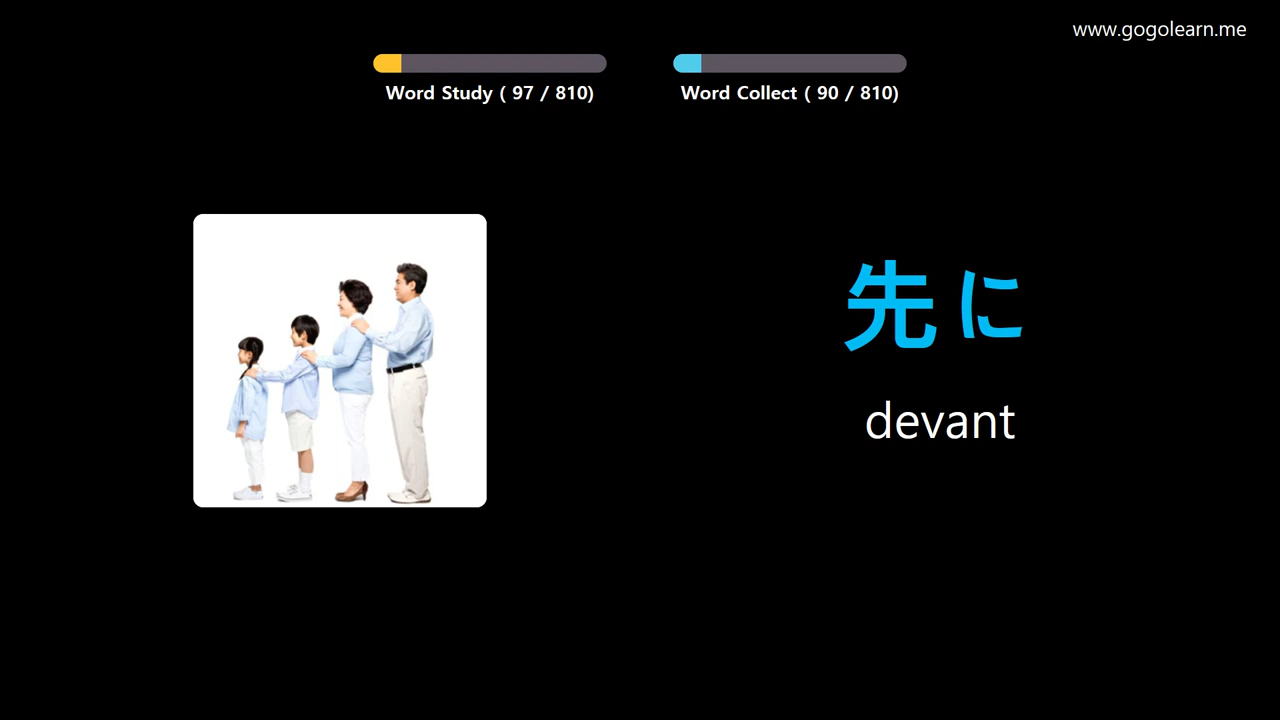 www.gogolearn.me
Word Study ( 97 / 810)
Word Collect ( 90 / 810)
先に
devant